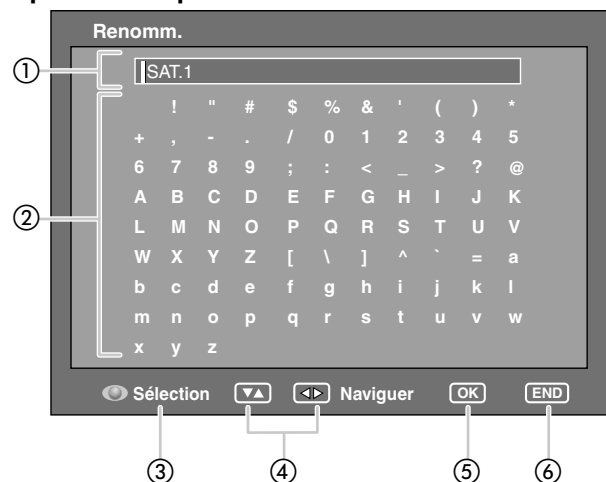 Renomm.
① SAT.1
! " # $ % & ' ( ) *
+ , - . / 0 1 2 3 4 5
6 7 8 9 ; : < _ > ? @
A B C D E F G H I J K
② L M N O P Q R S T U V
W X Y Z [ \ ] ^ ` = a
b c d e f g h i j k l
m n o p q r s t u v w
x y z
Sélection ▼▲ ◀▶ Naviguer OK END
③ ④ ⑤ ⑥